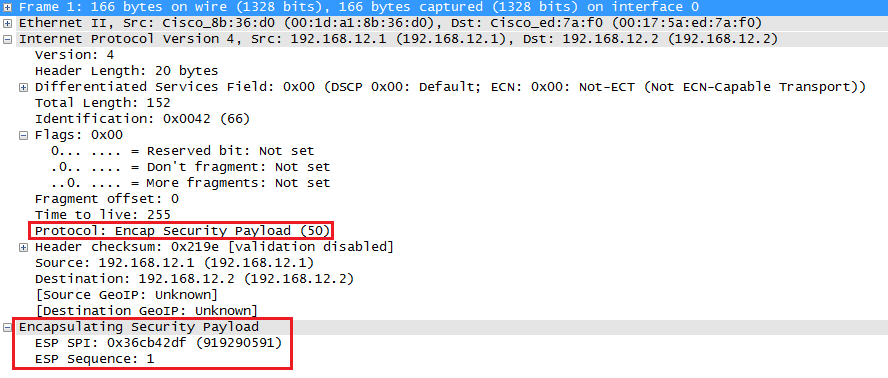 Frame 1: 166 bytes on wire (1328 bits), 166 bytes captured (1328 bits) on interface 0
Ethernet II, Src: Cisco_8b:36:d0 (00:1d:a1:8b:36:d0), Dst: Cisco_ed:7a:f0 (00:17:5a:ed:7a:f0)
Internet Protocol Version 4, Src: 192.168.12.1 (192.168.12.1), Dst: 192.168.12.2 (192.168.12.2)
Version: 4
Header Length: 20 bytes
Differentiated Services Field: 0x00 (DSCP 0x00: Default; ECN: 0x00: Not-ECT (Not ECN-Capable Transport))
Total Length: 152
Identification: 0x0042 (66)
Flags: 0x00
0... .... = Reserved bit: Not set
.0.. .... = Don't fragment: Not set
..0. .... = More fragments: Not set
Fragment offset: 0
Time to live: 255
Protocol: Encap Security Payload (50)
Header checksum: 0x219e [validation disabled]
Source: 192.168.12.1 (192.168.12.1)
Destination: 192.168.12.2 (192.168.12.2)
[Source GeoIP: Unknown]
[Destination GeoIP: Unknown]
Encapsulating Security Payload
ESP SPI: 0x36cb42df (919290591)
ESP Sequence: 1